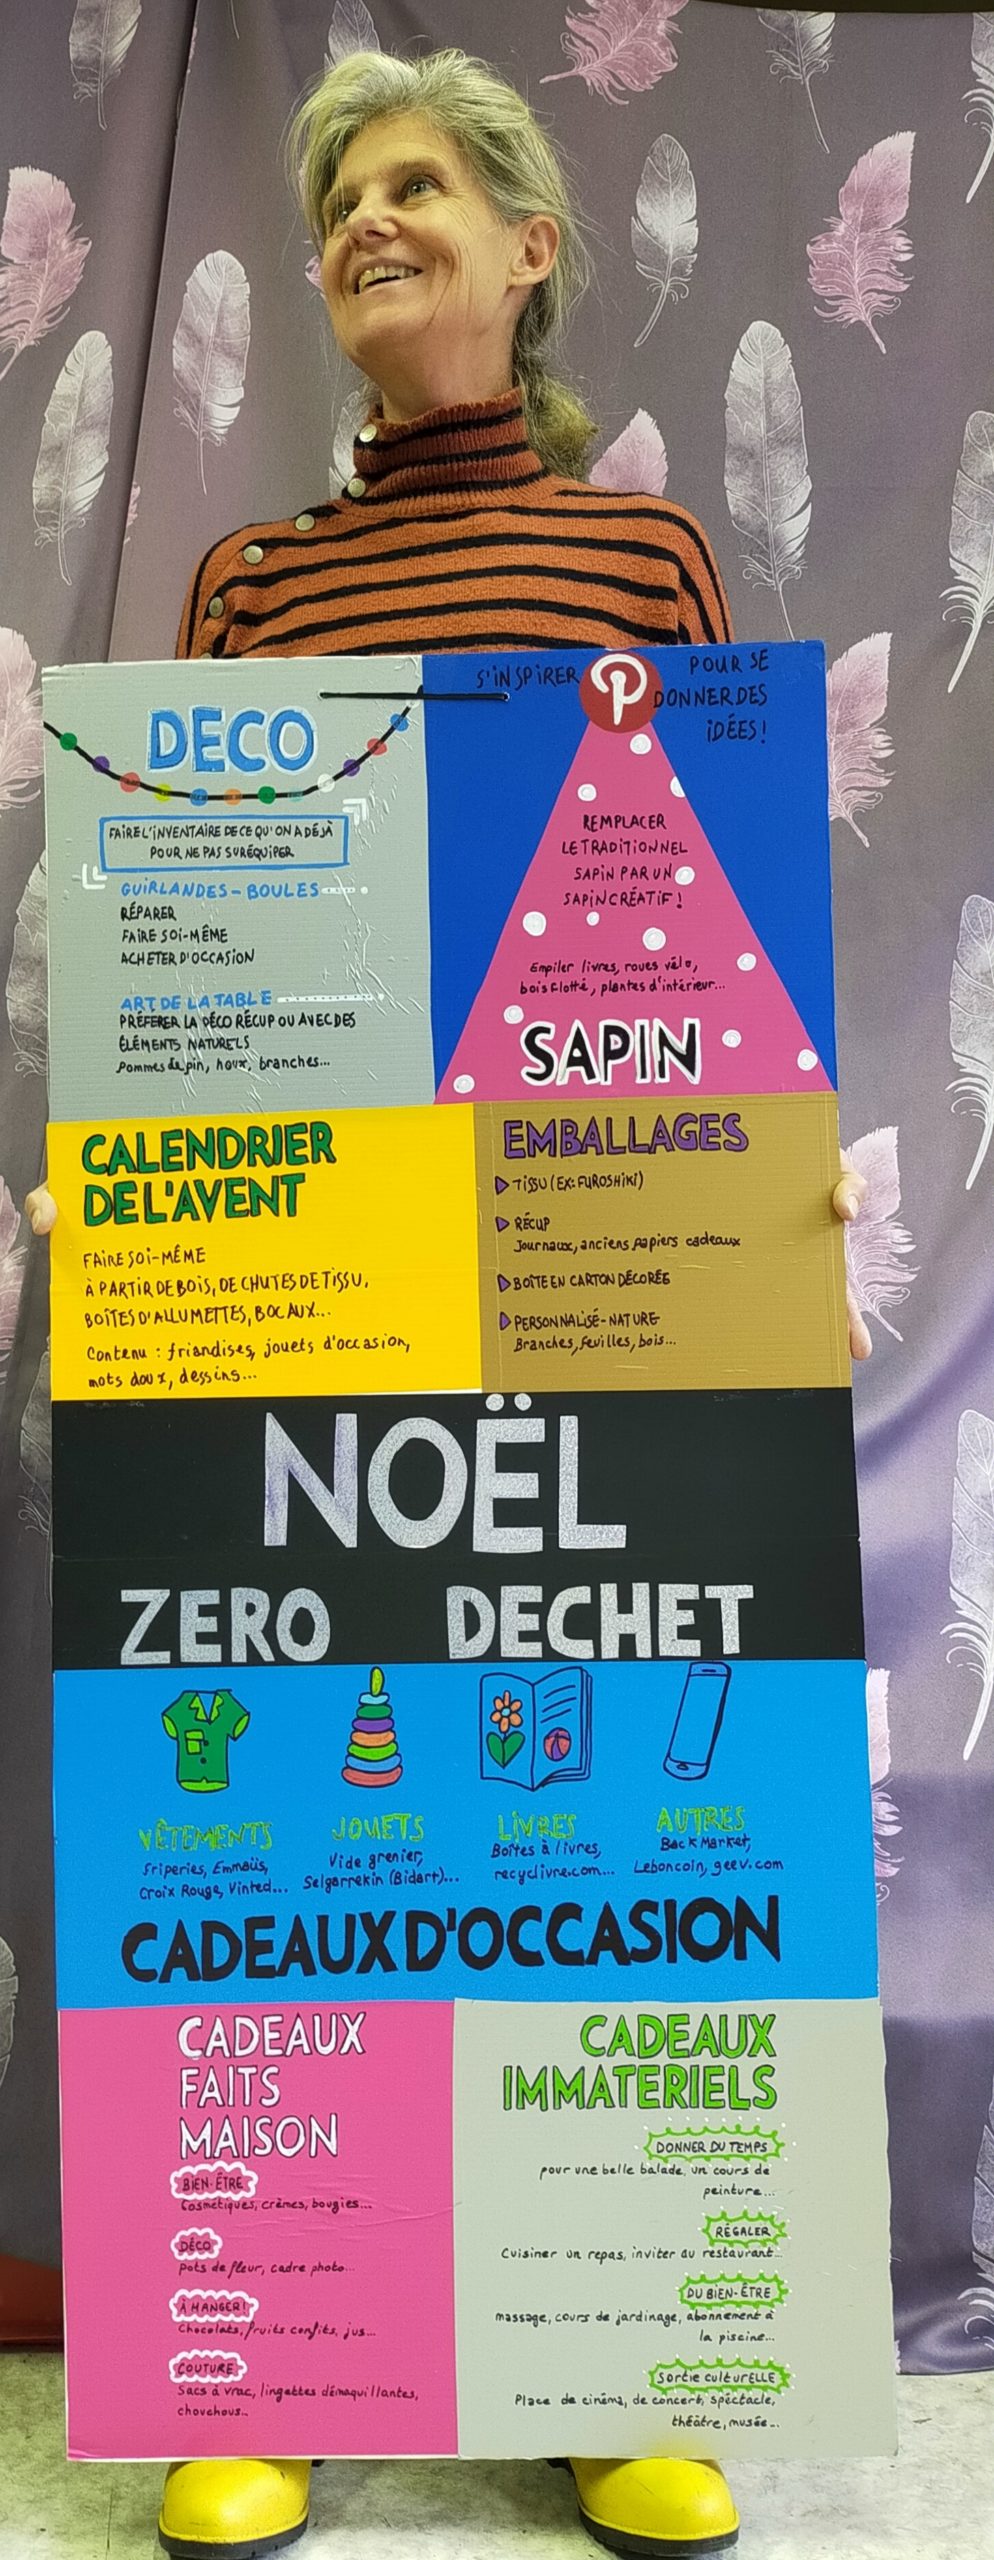 DECO
FAIRE L'INVENTAIRE DE CE QU'ON A DÉJÀ
POUR NE PAS SURÉQUIPER
GUIRLANDES - BOULES
RÉPARER
FAIRE SOI-MÊME
ACHETER D'OCCASION
ART DE LA TABLE
PRÉFERER LA DÉCO RÉCUP OU AVEC DES
ÉLÉMENTS NATURELS
Pommes de pin, houx, branches...
S'INSPIRER
POUR SE
DONNER DES
IDÉES!
REMPLACER
LE TRADITIONNEL
SAPIN PAR UN
SAPIN CRÉATIF!
Empiler livres, roues vélo,
bois flotté, plantes d'intérieur...
SAPIN
CALENDRIER
DE L'AVENT
FAIRE SOI-MÊME
À PARTIR DE BOIS, DE CHUTES DE TISSU,
BOÎTES D'ALLUMETTES, BOCAUX...
Contenu : friandises, jouets d'occasion,
mots doux, dessins...
EMBALLAGES
TISSU (EX: FUROSHIKI)
RÉCUP
Journaux, anciens papiers cadeaux
BOÎTE EN CARTON DÉCORÉE
PERSONNALISÉ-NATURE
Branches, feuilles, bois...
NOËL
ZERO DECHET
VÊTEMENTS
Friperies, Emmaüs,
Croix Rouge, Vinted...
JOUETS
Vide grenier,
Selgarrekin (Bidart)...
LIVRES
Boîtes à livres,
recyclivre.com...
AUTRES
Back Market,
Leboncoin, geev.com
CADEAUX D'OCCASION
CADEAUX
FAITS
MAISON
BIEN-ÊTRE
Cosmétiques, crèmes, bougies...
DÉCO
Pots de fleur, cadre photo...
À MANGER!
Chocolats, fruits confits, jus...
COUTURE
Sacs à vrac, lingettes démaquillantes,
chouchous..
CADEAUX
IMMATERIELS
DONNER DU TEMPS
pour une belle balade, un cours de
peinture...
RÉGALER
Cuisiner un repas, inviter au restaurant...
DU BIEN-ÊTRE
massage, cours de jardinage, abonnement à
la piscine...
SORTIE CULTURELLE
Place de cinéma, de concert, spectacle,
théâtre, musée...